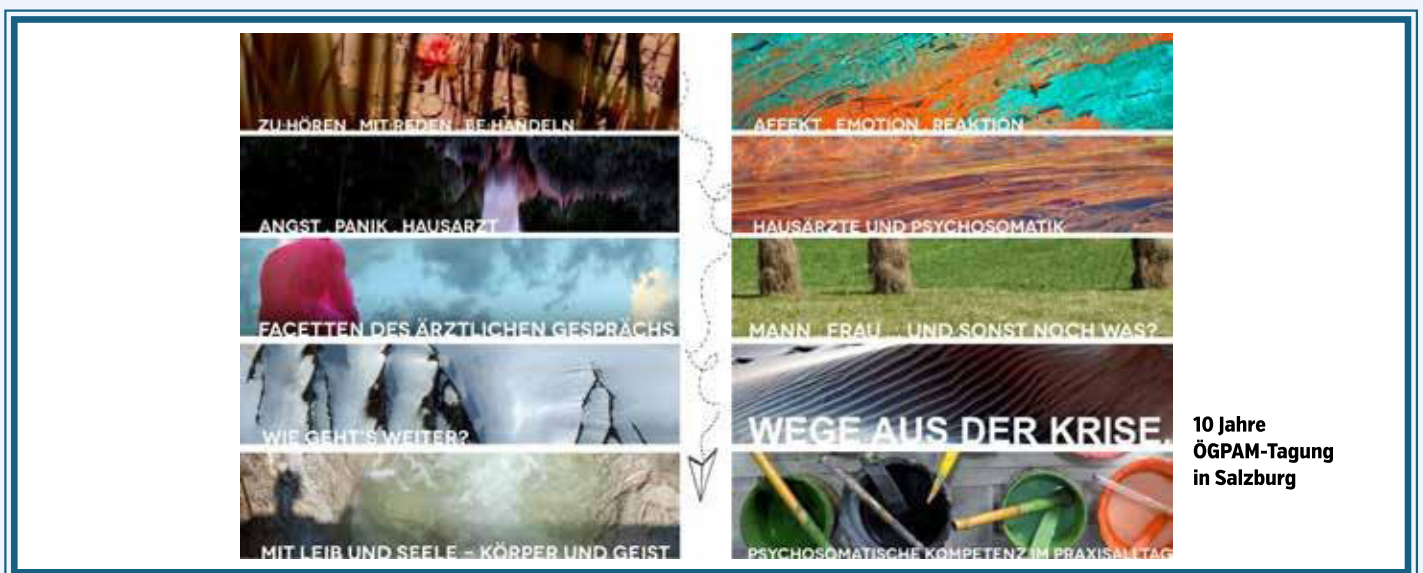 ZU HÖREN . MIT REDEN . BE HANDELN
ANGST . PANIK . HAUSARZT
FACETTEN DES ÄRZTLICHEN GESPRÄCHS
WIE GEHT'S WEITER?
MIT LEIB UND SEELE – KÖRPER UND GEIST
AFFEKT . EMOTION . REAKTION
HAUSÄRZTE UND PSYCHOSOMATIK
MANN . FRAU ... UND SONST NOCH WAS?
WEGE AUS DER KRISE.
PSYCHOSOMATISCHE KOMPETENZ IM PRAXISALLTAG
10 Jahre
ÖGPAM-Tagung
in Salzburg